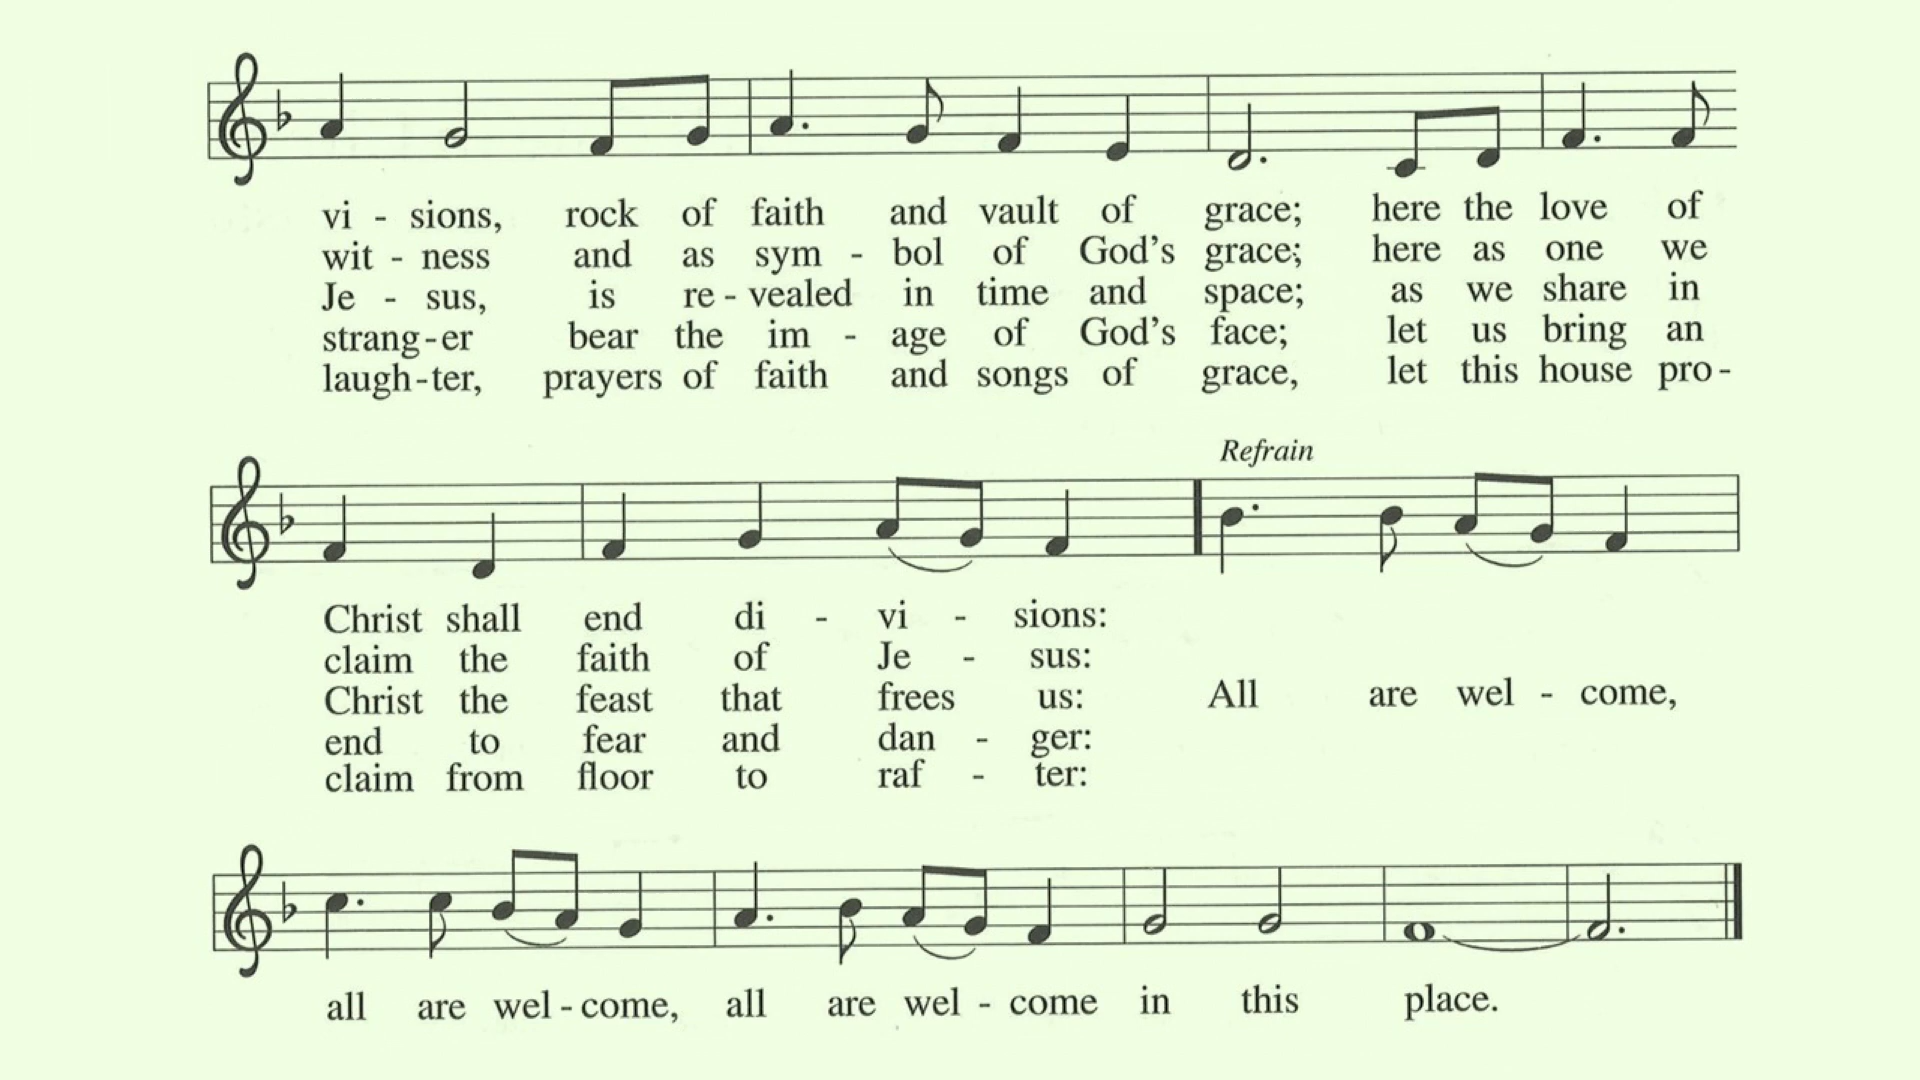 vi - sions, rock of faith and vault of grace; here the love of
wit - ness and as sym - bol of God's grace; here as one we
Je - sus, is re - vealed in time and space; as we share in
strang - er bear the im - age of God's face; let us bring an
laugh - ter, prayers of faith and songs of grace, let this house pro -
Refrain
Christ shall end di - vi - sions:
claim the faith of Je - sus:
Christ the feast that frees us: All are wel - come,
end to fear and dan - ger:
claim from floor to raf - ter:
all are wel - come, all are wel - come in this place.